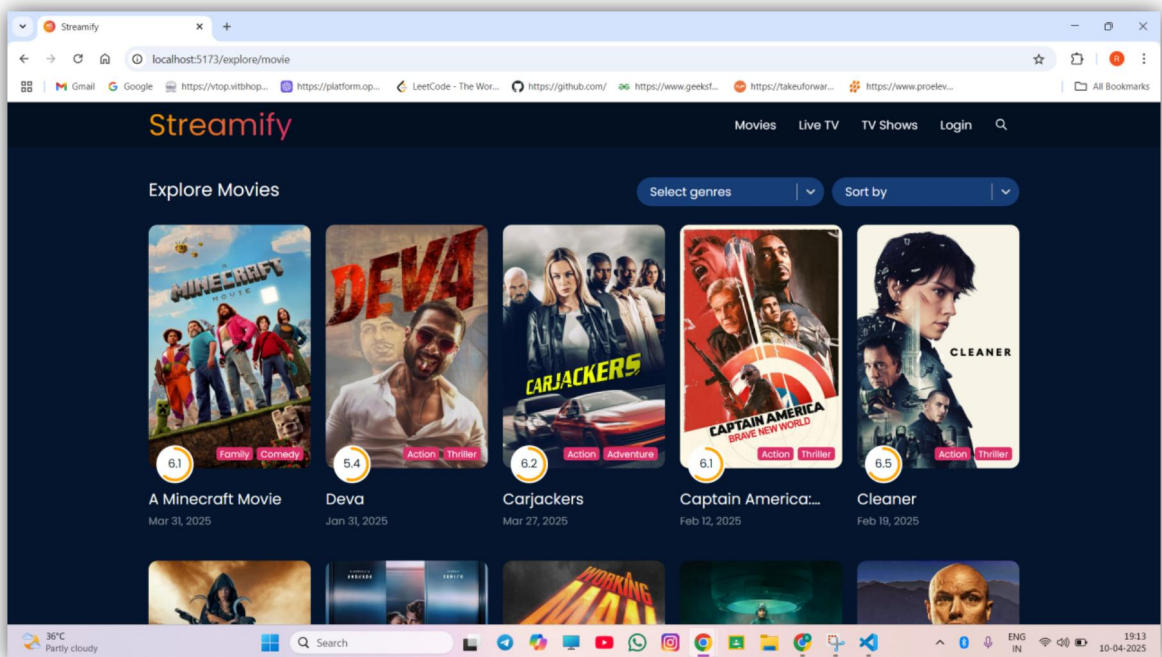 Streamify
localhost:5173/explore/movie
Gmail Google https://vtop.vitbhop... https://platform.op... LeetCode - The Wor... https://github.com/ https://www.geeksf... https://takeuforwar... https://www.proelev... All Bookmarks
R
Streamify Movies Live TV TV Shows Login
Explore Movies Select genres Sort by
A MINECRAFT MOVIE
DEVA
CARJACKERS
CAPTAIN AMERICA
BRAVE NEW WORLD
CLEANER
6.1 Family Comedy 5.4 Action Thriller 6.2 Action Adventure 6.1 Action Thriller 6.5 Action Thriller
A Minecraft Movie Deva Carjackers Captain America:... Cleaner
Mar 31, 2025 Jan 31, 2025 Mar 27, 2025 Feb 12, 2025 Feb 19, 2025
WORKING
MAN
36°C
Partly cloudy
Search
ENG
IN
19:13
10-04-2025